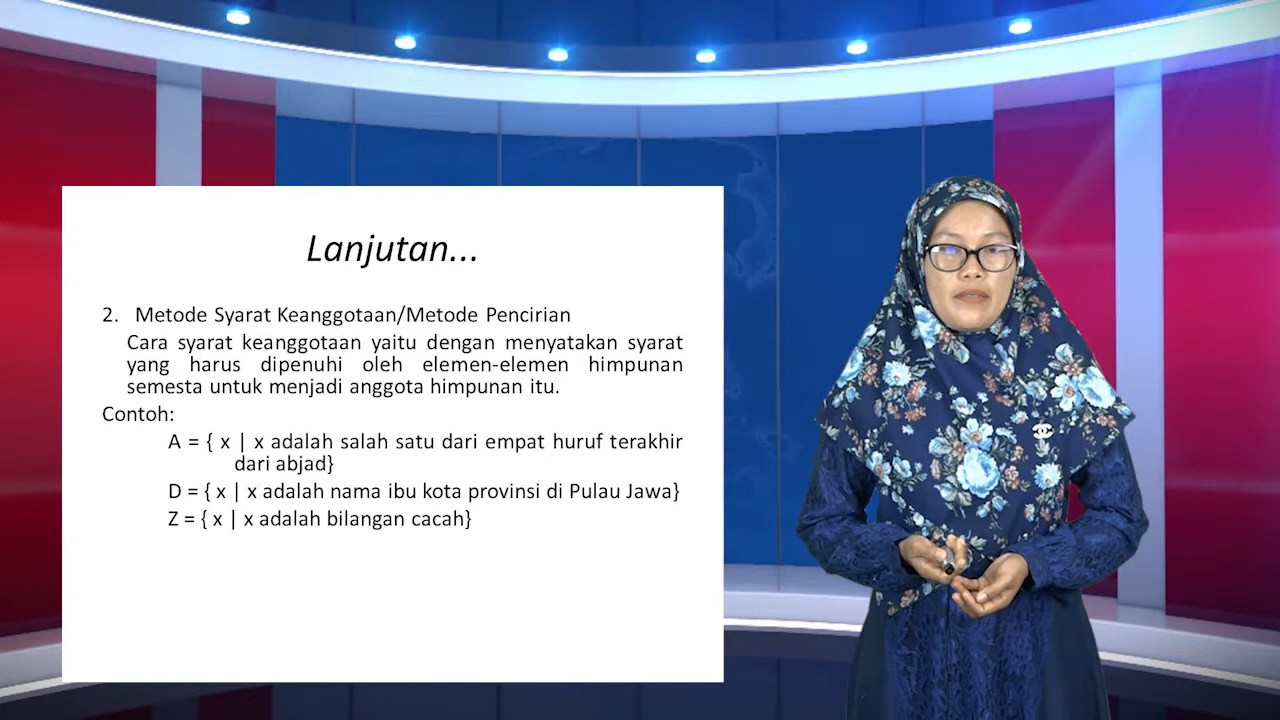 Lanjutan...
2. Metode Syarat Keanggotaan/Metode Pencirian
Cara syarat keanggotaan yaitu dengan menyatakan syarat
yang harus dipenuhi oleh elemen-elemen himpunan
semesta untuk menjadi anggota himpunan itu.
Contoh:
A = { x | x adalah salah satu dari empat huruf terakhir
dari abjad}
D = { x | x adalah nama ibu kota provinsi di Pulau Jawa}
Z = { x | x adalah bilangan cacah}